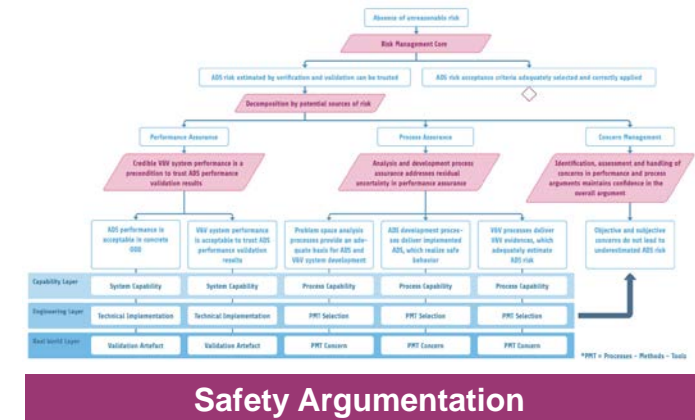 Absence of unreasonable risk
Risk Management Core
ADS risk estimated by verification and validation can be trusted
ADS risk acceptance criteria adequately selected and correctly applied
Decomposition by potential sources of risk
Performance Assurance
Process Assurance
Concern Management
Credible V&V system performance is a
precondition to trust ADS performance
validation results
Analysis and development process
assurance addresses residual
uncertainty in performance assurance
Identification, assessment and handling of
concerns in performance and process
arguments maintains confidence in the
overall argument
ADS performance is
acceptable in concrete
ODD
V&V system performance
is acceptable to trust ADS
performance validation
results
Problem space analysis
processes provide an ade-
quate basis for ADS and
V&V system development
ADS development proces-
ses deliver implemented
ADS, which realize safe
behavior
V&V processes deliver
V&V evidences, which
adequately estimate
ADS risk
Objective and subjective
concerns do not lead to
underestimated ADS risk
Capability Layer
System Capability
System Capability
Process Capability
Process Capability
Process Capability
Engineering Layer
Technical Implementation
Technical Implementation
PMT Selection
PMT Selection
PMT Selection
Real World Layer
Validation Artefact
Validation Artefact
PMT Concern
PMT Concern
PMT Concern
*PMT = Processes - Methods - Tools
Safety Argumentation